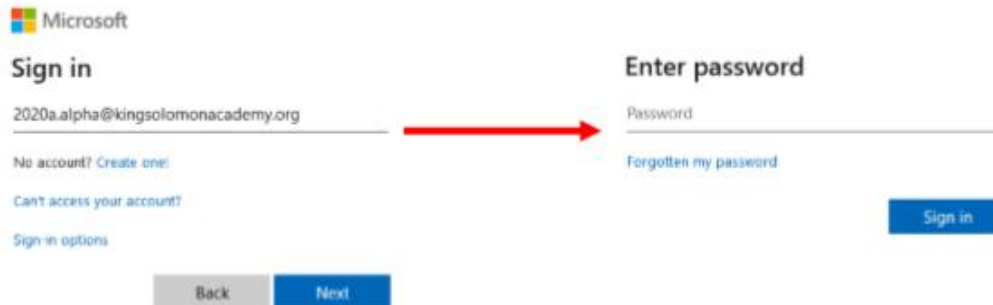 Microsoft
Sign in
2020a.alpha@kingsolomonacademy.org
No account? Create one!
Can't access your account?
Sign-in options
Back
Next
Enter password
Password
Forgotten my password
Sign in